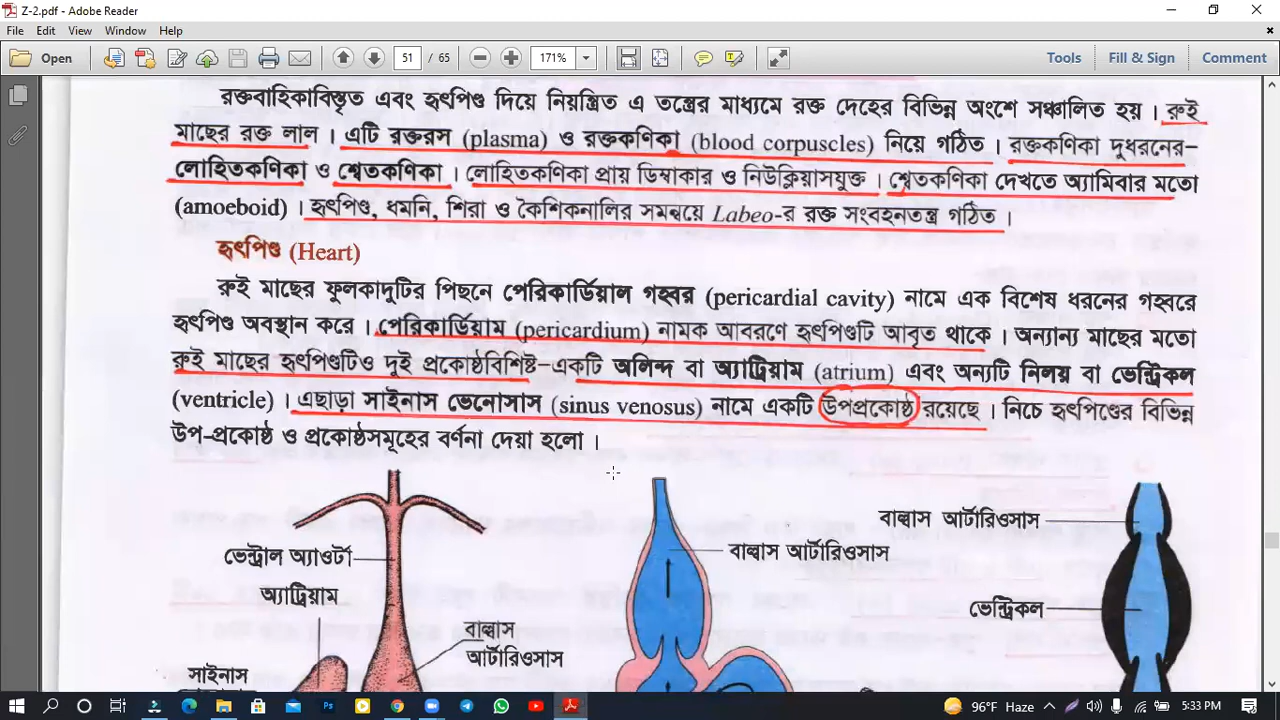 Z-2.pdf - Adobe Reader
File Edit View Window Help
Open 51 / 65 171% Tools Fill & Sign Comment
রক্তবাহিকাবিস্তৃত এবং হৃৎপিণ্ড দিয়ে নিয়ন্ত্রিত এ তন্ত্রের মাধ্যমে রক্ত দেহের বিভিন্ন অংশে সঞ্চালিত হয়। রুই
মাছের রক্ত লাল। এটি রক্তরস (plasma) ও রক্তকণিকা (blood corpuscles) নিয়ে গঠিত। রক্তকণিকা দুধরনের–
লোহিতকণিকা ও শ্বেতকণিকা। লোহিতকণিকা প্রায় ডিম্বাকার ও নিউক্লিয়াসযুক্ত। শ্বেতকণিকা দেখতে অ্যামিবার মতো
(amoeboid)। হৃৎপিণ্ড, ধমনি, শিরা ও কৈশিকনালির সমন্বয়ে Labeo-র রক্ত সংবহনতন্ত্র গঠিত।
হৃৎপিণ্ড (Heart)
রুই মাছের ফুলকাদুটির পিছনে পেরিকার্ডিয়াল গহ্বর (pericardial cavity) নামে এক বিশেষ ধরনের গহ্বরে
হৃৎপিণ্ড অবস্থান করে। পেরিকার্ডিয়াম (pericardium) নামক আবরণে হৃৎপিণ্ডটি আবৃত থাকে। অন্যান্য মাছের মতো
রুই মাছের হৃৎপিণ্ডটিও দুই প্রকোষ্ঠবিশিষ্ট–একটি অলিন্দ বা অ্যাট্রিয়াম (atrium) এবং অন্যটি নিলয় বা ভেন্ট্রিকল
(ventricle)। এছাড়া সাইনাস ভেনোসাস (sinus venosus) নামে একটি উপপ্রকোষ্ঠ রয়েছে। নিচে হৃৎপিণ্ডের বিভিন্ন
উপ-প্রকোষ্ঠ ও প্রকোষ্ঠসমূহের বর্ণনা দেয়া হলো।
ভেন্ট্রাল অ্যাওর্টা
অ্যাট্রিয়াম
বাল্বাস
আর্টারিওসাস
সাইনাস
বাল্বাস আর্টারিওসাস
বাল্বাস আর্টারিওসাস
ভেন্ট্রিকল
96°F Haze 5:33 PM